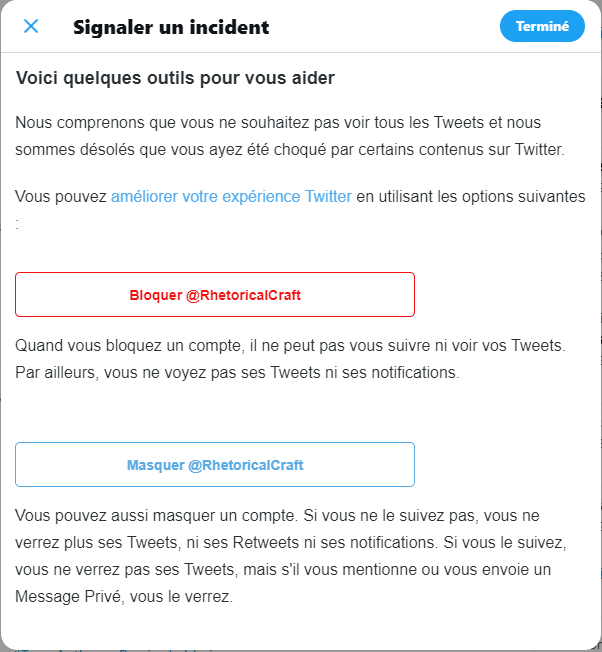 Signaler un incident
Terminé
Voici quelques outils pour vous aider
Nous comprenons que vous ne souhaitez pas voir tous les Tweets et nous
sommes désolés que vous ayez été choqué par certains contenus sur Twitter.
Vous pouvez améliorer votre expérience Twitter en utilisant les options suivantes
:
Bloquer @RhetoricalCraft
Quand vous bloquez un compte, il ne peut pas vous suivre ni voir vos Tweets.
Par ailleurs, vous ne voyez pas ses Tweets ni ses notifications.
Masquer @RhetoricalCraft
Vous pouvez aussi masquer un compte. Si vous ne le suivez pas, vous ne
verrez plus ses Tweets, ni ses Retweets ni ses notifications. Si vous le suivez,
vous ne verrez pas ses Tweets, mais s'il vous mentionne ou vous envoie un
Message Privé, vous le verrez.